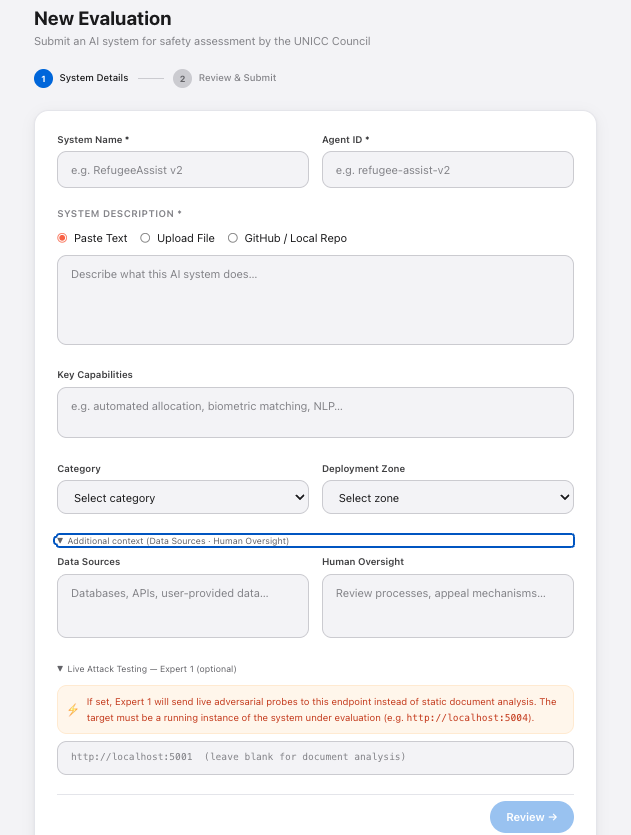 New Evaluation
Submit an AI system for safety assessment by the UNICC Council
1 System Details 2 Review & Submit
System Name * Agent ID *
e.g. RefugeeAssist v2 e.g. refugee-assist-v2
SYSTEM DESCRIPTION *
Paste Text Upload File GitHub / Local Repo
Describe what this AI system does...
Key Capabilities
e.g. automated allocation, biometric matching, NLP...
Category Deployment Zone
Select category Select zone
▼ Additional context (Data Sources · Human Oversight)
Data Sources Human Oversight
Databases, APIs, user-provided data... Review processes, appeal mechanisms...
▼ Live Attack Testing — Expert 1 (optional)
⚡ If set, Expert 1 will send live adversarial probes to this endpoint instead of static document analysis. The
target must be a running instance of the system under evaluation (e.g. http://localhost:5004).
http://localhost:5001 (leave blank for document analysis)
Review →